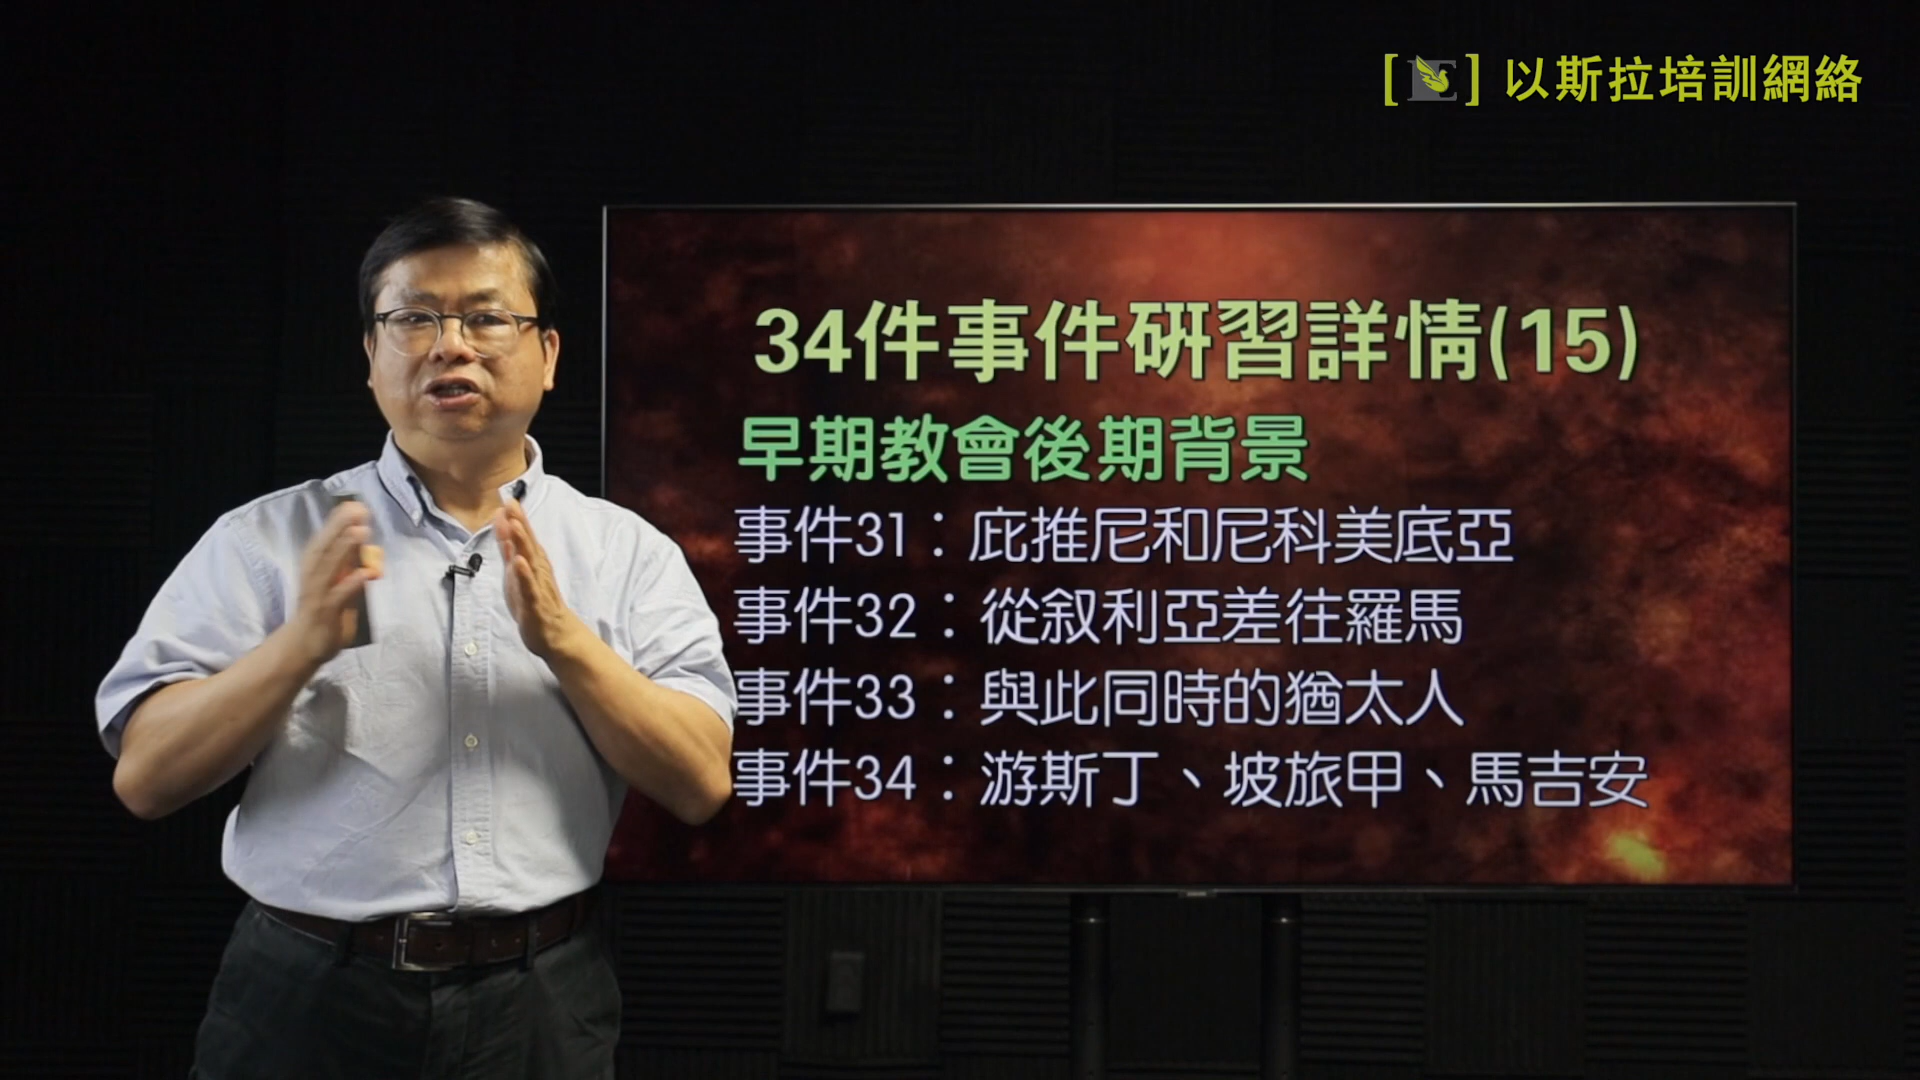 [E] 以斯拉培訓網絡
34件事件研習詳情(15)
早期教會後期背景
事件31：庇推尼和尼科美底亞
事件32：從叙利亞差往羅馬
事件33：與此同時的猶太人
事件34：游斯丁、坡旅甲、馬吉安